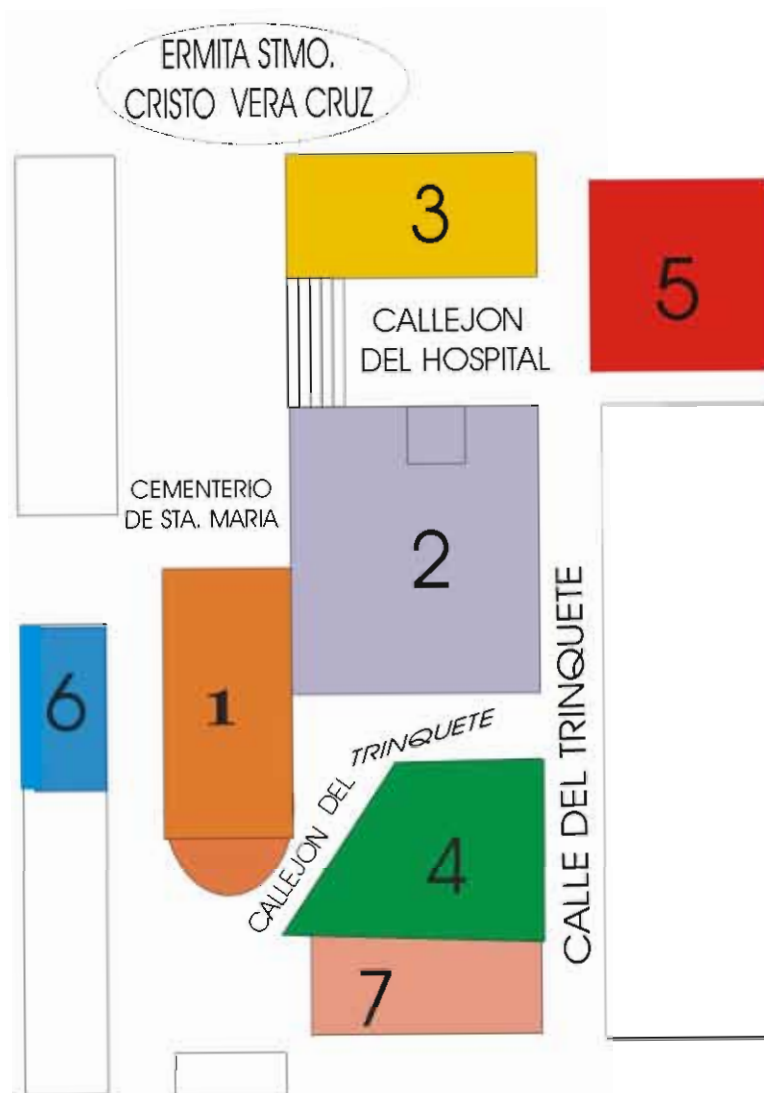 ERMITA STMO.
CRISTO VERA CRUZ
3
5
CALLEJON
DEL HOSPITAL
CEMENTERIO
DE STA. MARIA
2
6
1
CALLEJON DEL TRINQUETE
CALLE DEL TRINQUETE
4
7